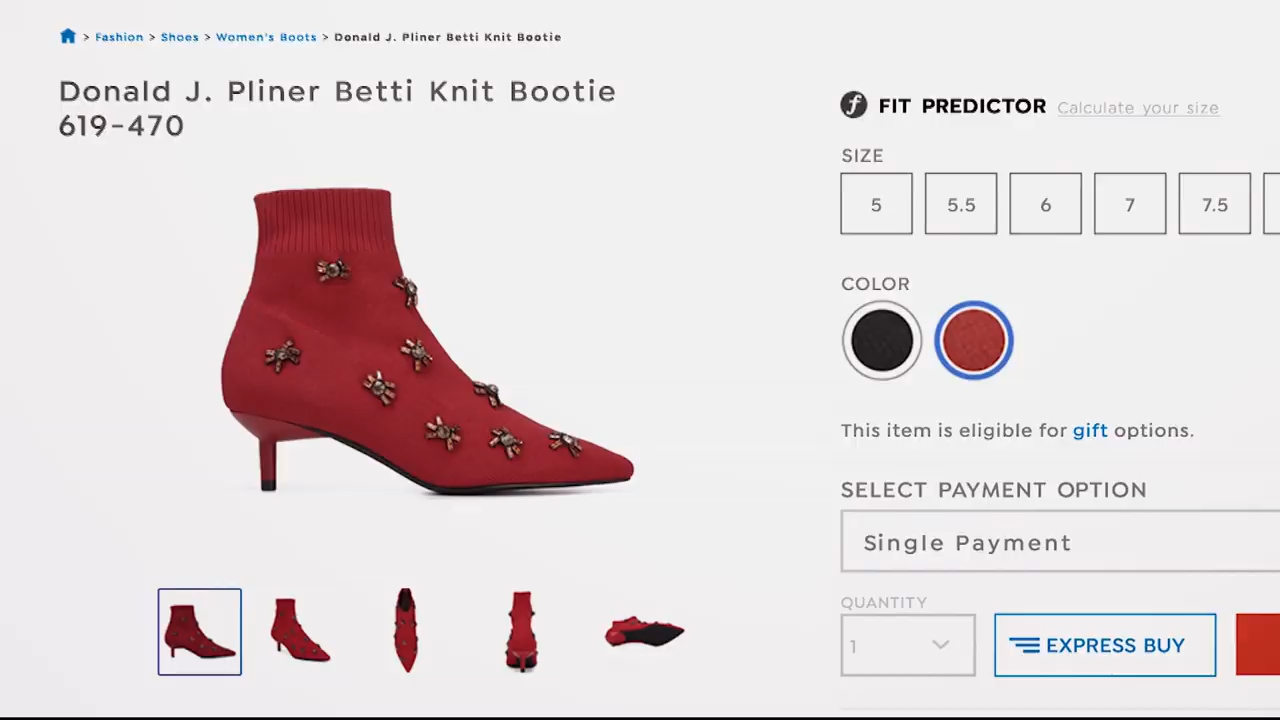 > Fashion > Shoes > Women's Boots > Donald J. Pliner Betti Knit Bootie
Donald J. Pliner Betti Knit Bootie
619-470
f FIT PREDICTOR Calculate your size
SIZE
5 5.5 6 7 7.5
COLOR
This item is eligible for gift options.
SELECT PAYMENT OPTION
Single Payment
QUANTITY
1
EXPRESS BUY